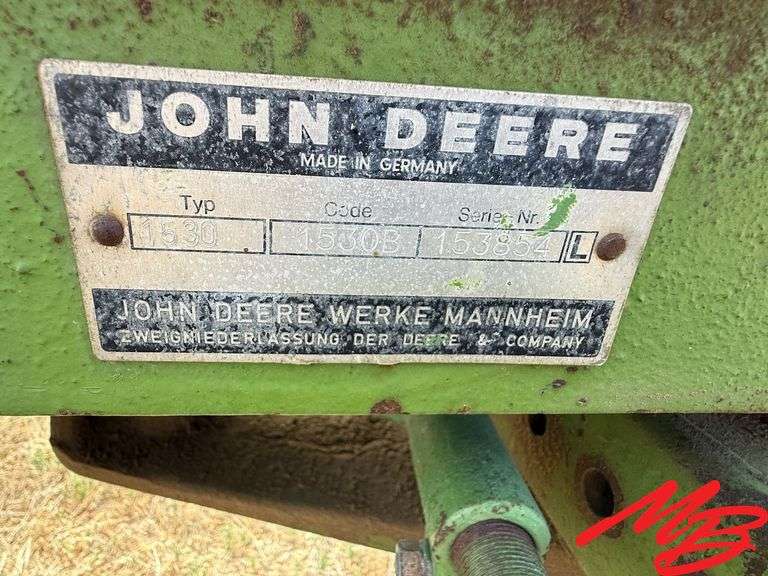 JOHN DEERE
MADE IN GERMANY
Typ Code Serien Nr.
1530 1530B 153854 L
JOHN DEERE WERKE MANNHEIM
ZWEIGNIEDERLASSUNG DER DEERE & COMPANY
MB